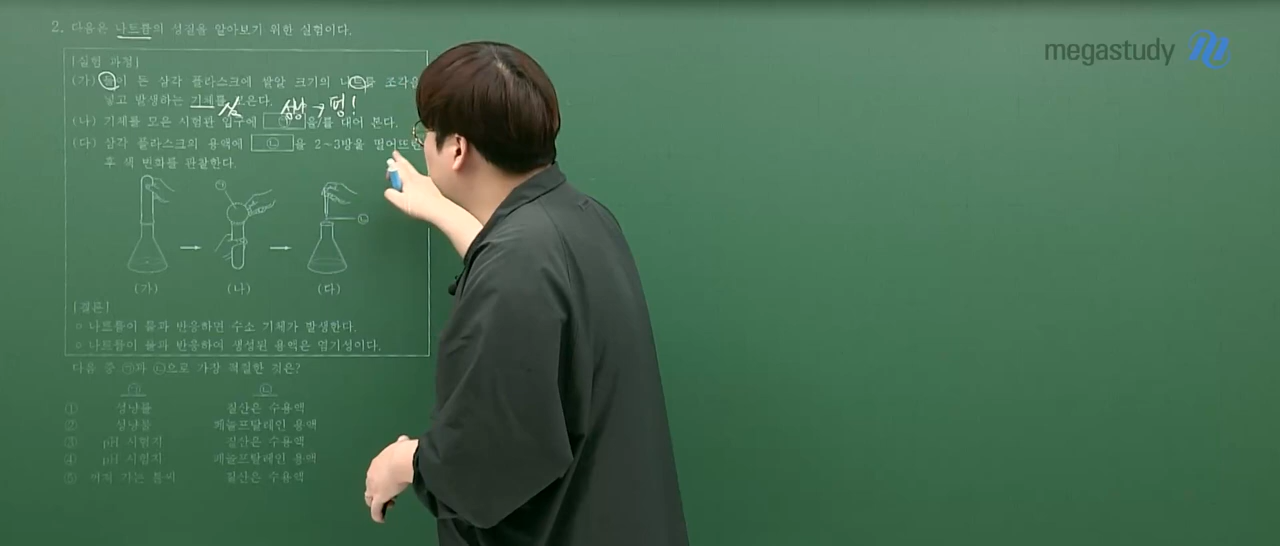 2. 다음은 나트륨의 성질을 알아보기 위한 실험이다.
megastudy
[실험 과정]
(가) 물이 든 삼각 플라스크에 쌀알 크기의 나트륨 조각을
넣고 발생하는 기체를 모은다.
성냥 → 펑!
(나) 기체를 모은 시험관 입구에 ㉠ 을/를 대어 본다.
(다) 삼각 플라스크의 용액에 ㉡ 을 2~3방울 떨어뜨린
후 색 변화를 관찰한다.
㉠
㉡
(가) (나) (다)
[결론]
○ 나트륨이 물과 반응하면 수소 기체가 발생한다.
○ 나트륨이 물과 반응하여 생성된 용액은 염기성이다.
다음 중 ㉠과 ㉡으로 가장 적절한 것은?
㉠ ㉡
① 성냥불 질산은 수용액
② 성냥불 페놀프탈레인 용액
③ pH 시험지 질산은 수용액
④ pH 시험지 페놀프탈레인 용액
⑤ 꺼져 가는 불씨 질산은 수용액